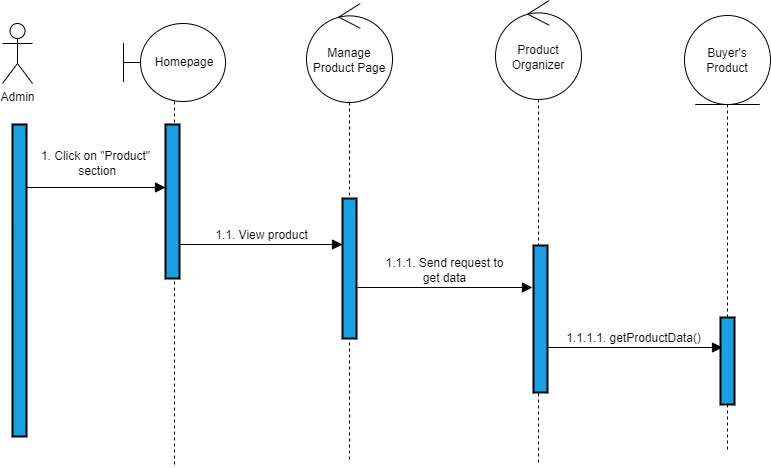 Admin
Homepage
Manage
Product Page
Product
Organizer
Buyer's
Product
1. Click on "Product"
section
1.1. View product
1.1.1. Send request to
get data
1.1.1.1. getProductData()